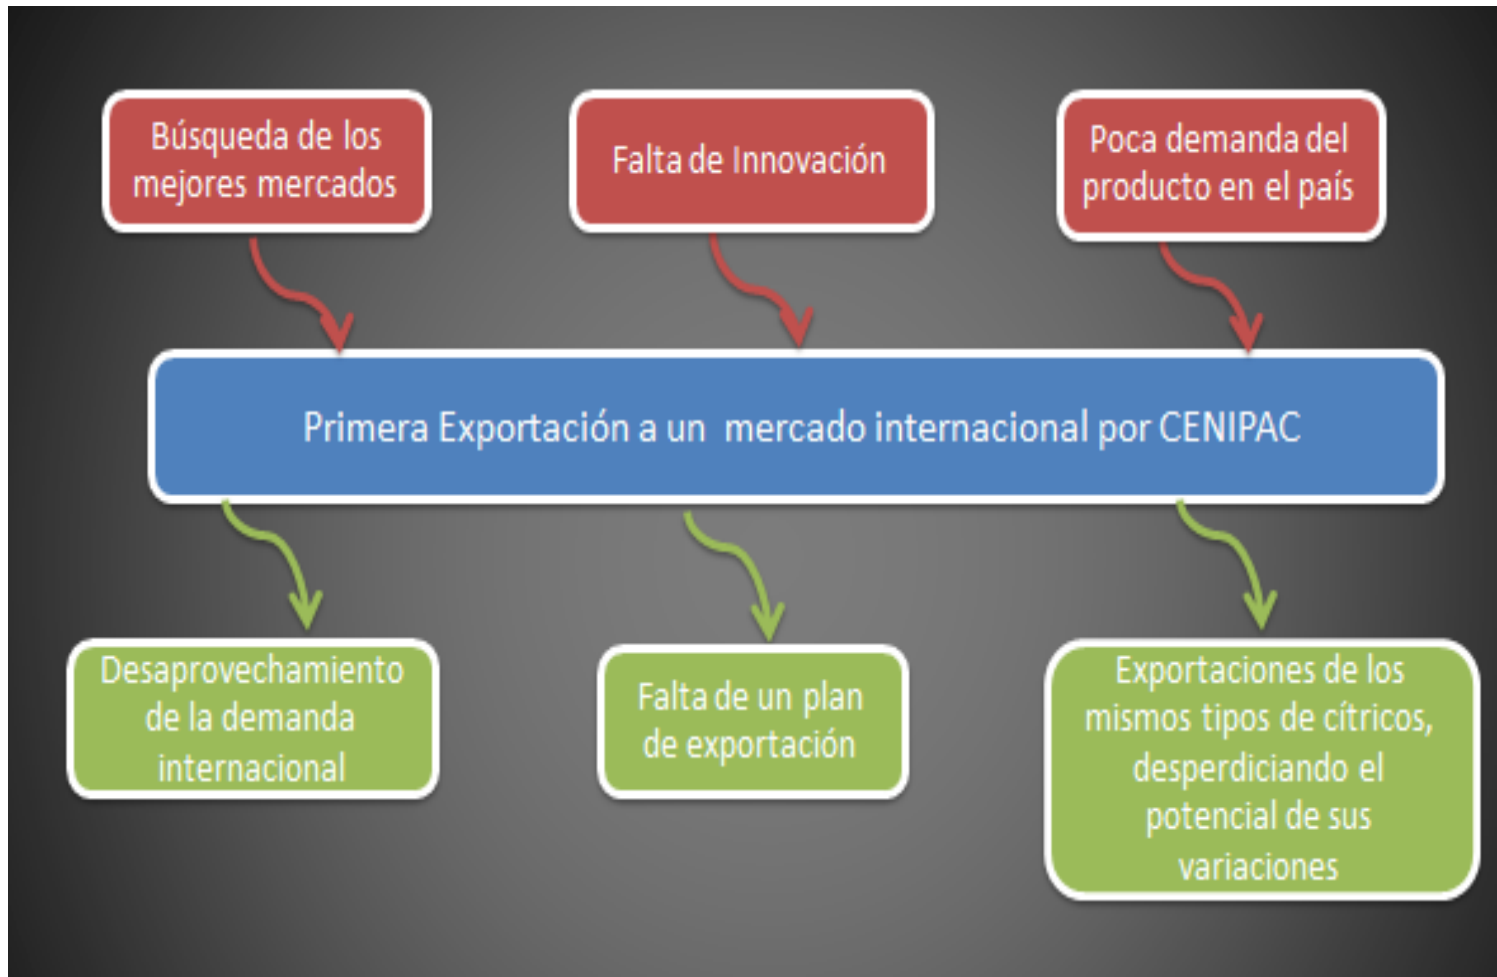 Búsqueda de los
mejores mercados
Falta de Innovación
Poca demanda del
producto en el país
Primera Exportación a un mercado internacional por CENIPAC
Desaprovechamiento
de la demanda
internacional
Falta de un plan
de exportación
Exportaciones de los
mismos tipos de cítricos,
desperdiciando el
potencial de sus
variaciones